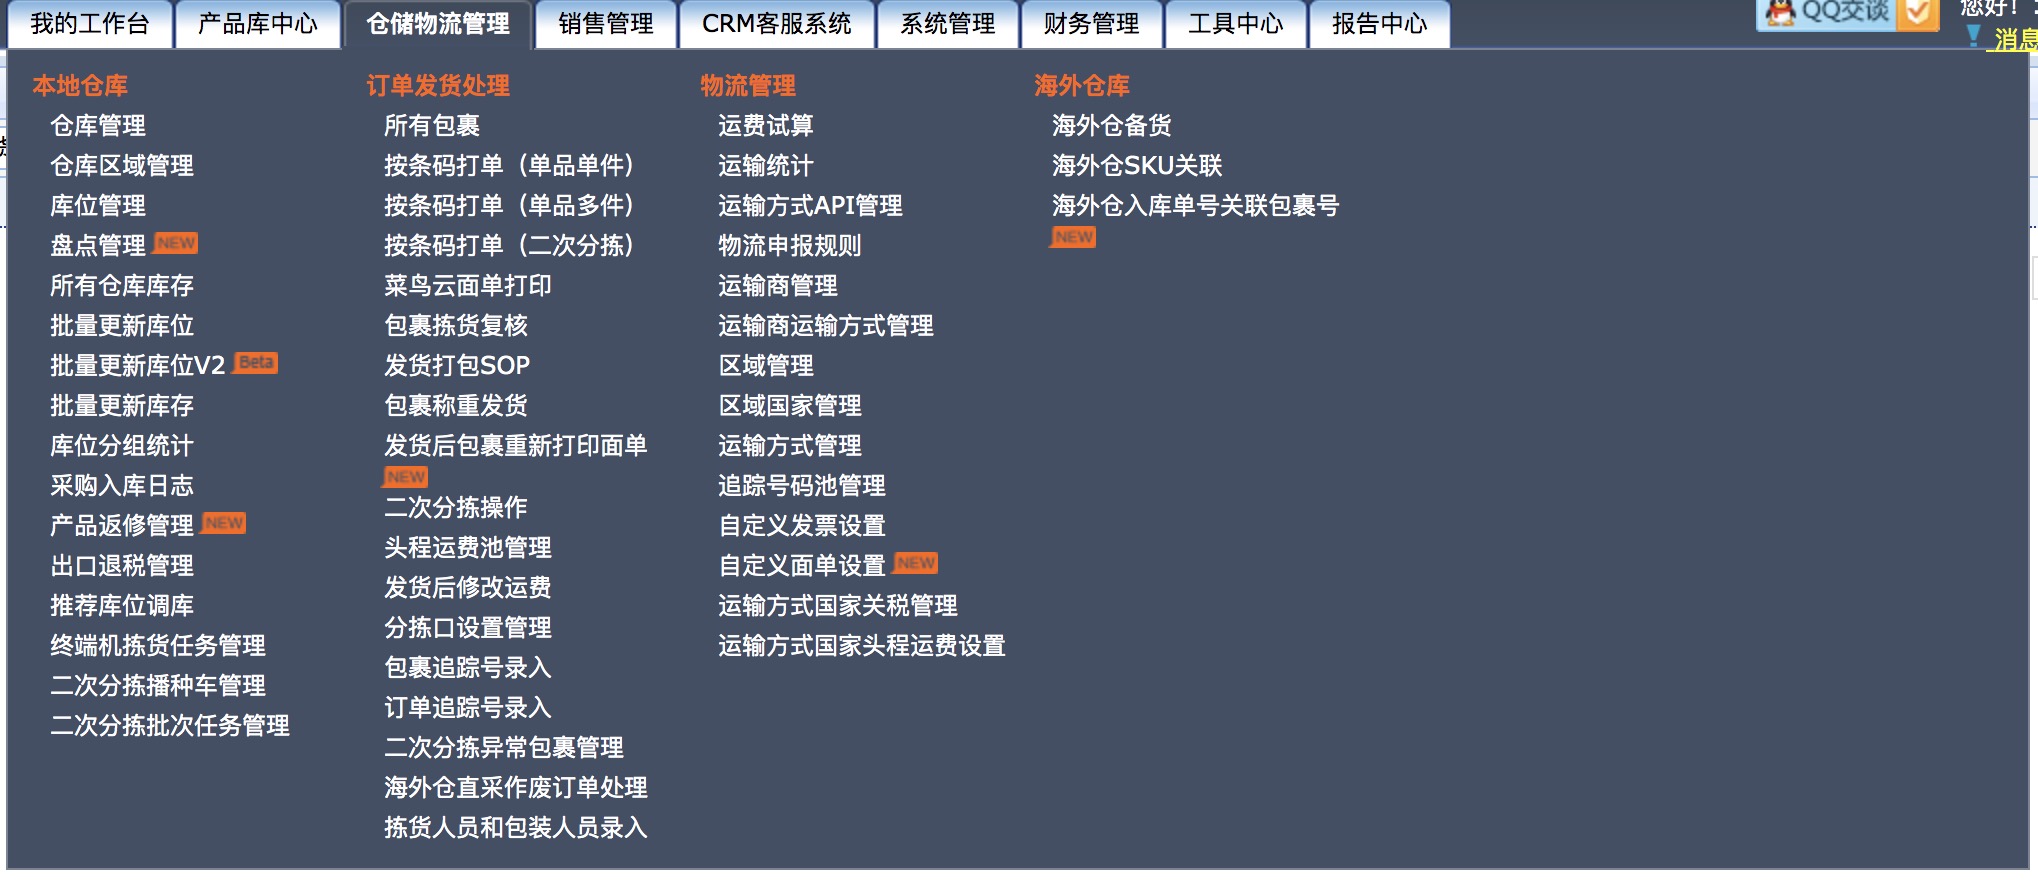 我的工作台
产品库中心
仓储物流管理
销售管理
CRM客服系统
系统管理
财务管理
工具中心
报告中心
QQ交谈
您好！:
消息
本地仓库
仓库管理
仓库区域管理
库位管理
盘点管理 NEW
所有仓库库存
批量更新库位
批量更新库位V2 Beta
批量更新库存
库位分组统计
采购入库日志
产品返修管理 NEW
出口退税管理
推荐库位调库
终端机拣货任务管理
二次分拣播种车管理
二次分拣批次任务管理
订单发货处理
所有包裹
按条码打单（单品单件）
按条码打单（单品多件）
按条码打单（二次分拣）
菜鸟云面单打印
包裹拣货复核
发货打包SOP
包裹称重发货
发货后包裹重新打印面单
NEW
二次分拣操作
头程运费池管理
发货后修改运费
分拣口设置管理
包裹追踪号录入
订单追踪号录入
二次分拣异常包裹管理
海外仓直采作废订单处理
拣货人员和包装人员录入
物流管理
运费试算
运输统计
运输方式API管理
物流申报规则
运输商管理
运输商运输方式管理
区域管理
区域国家管理
运输方式管理
追踪号码池管理
自定义发票设置
自定义面单设置 NEW
运输方式国家关税管理
运输方式国家头程运费设置
海外仓库
海外仓备货
海外仓SKU关联
海外仓入库单号关联包裹号
NEW